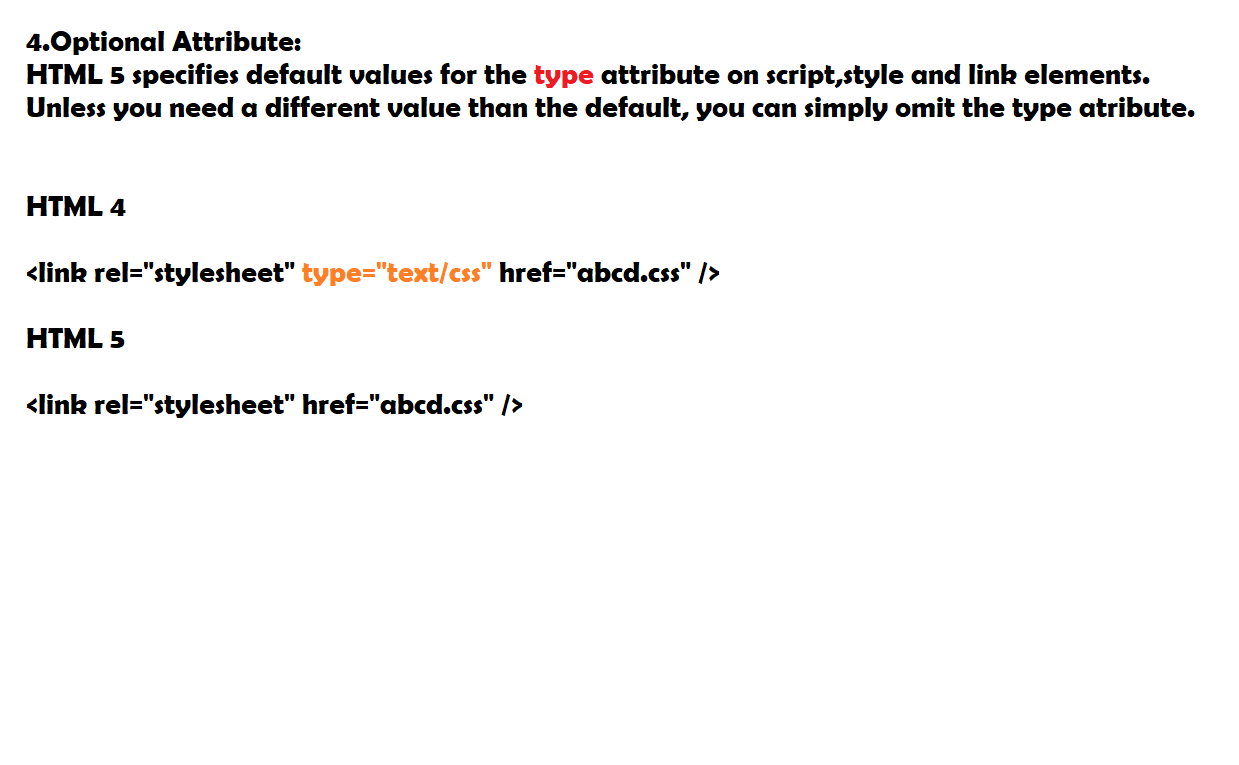 4.Optional Attribute:
HTML 5 specifies default values for the type attribute on script,style and link elements.
Unless you need a different value than the default, you can simply omit the type atribute.
HTML 4
<link rel="stylesheet" type="text/css" href="abcd.css" />
HTML 5
<link rel="stylesheet" href="abcd.css" />